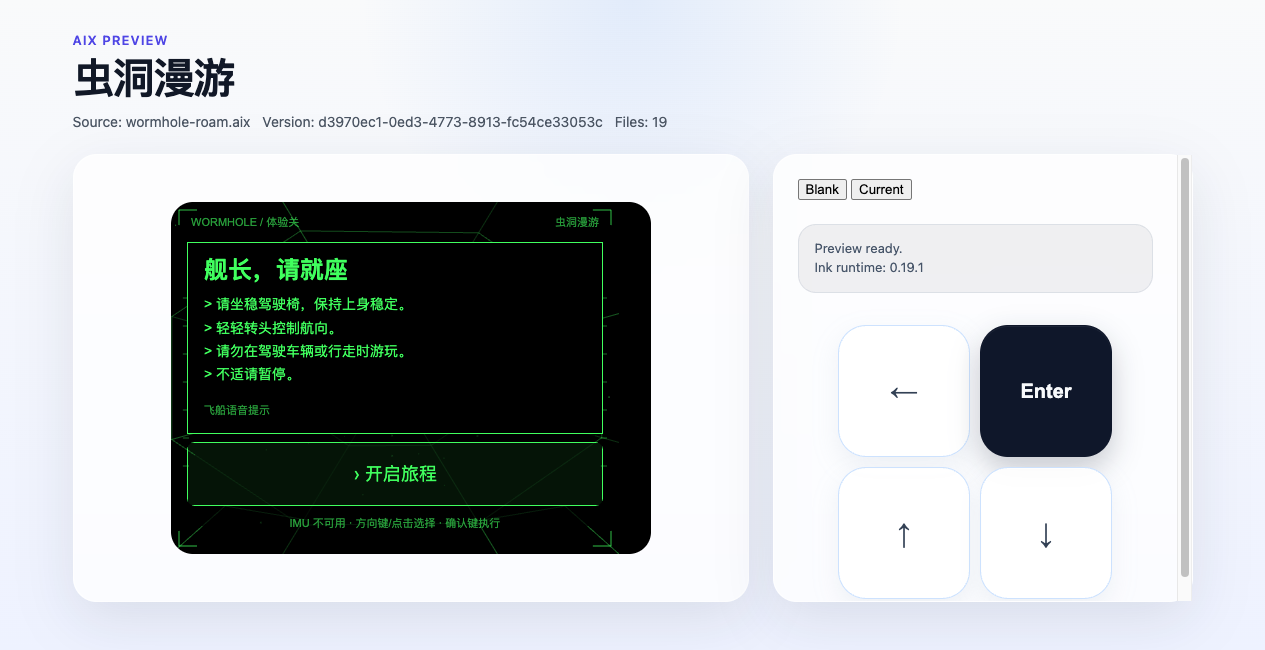 AIX PREVIEW
虫洞漫游
Source: wormhole-roam.aix Version: d3970ec1-0ed3-4773-8913-fc54ce33053c Files: 19
WORMHOLE / 体验关
虫洞漫游
舰长，请就座
> 请坐稳驾驶椅，保持上身稳定。
> 轻轻转头控制航向。
> 请勿在驾驶车辆或行走时游玩。
> 不适请暂停。
飞船语音提示
› 开启旅程
IMU 不可用 · 方向键/点击选择 · 确认键执行
Blank Current
Preview ready.
Ink runtime: 0.19.1
← Enter
↑ ↓